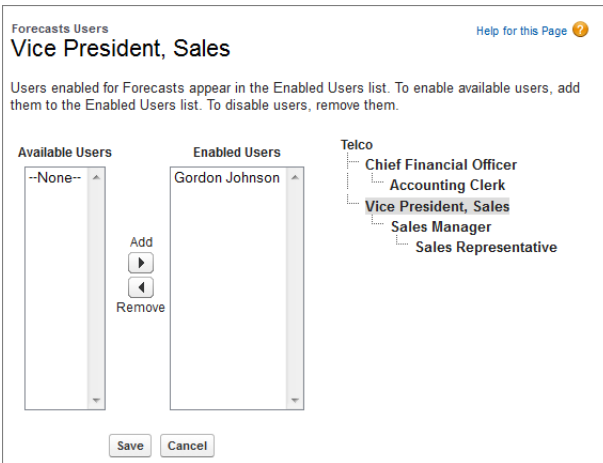 Forecasts Users
Vice President, Sales
Help for this Page ?
Users enabled for Forecasts appear in the Enabled Users list. To enable available users, add
them to the Enabled Users list. To disable users, remove them.
Available Users
--None--
Add
Remove
Enabled Users
Gordon Johnson
Telco
Chief Financial Officer
Accounting Clerk
Vice President, Sales
Sales Manager
Sales Representative
Save
Cancel